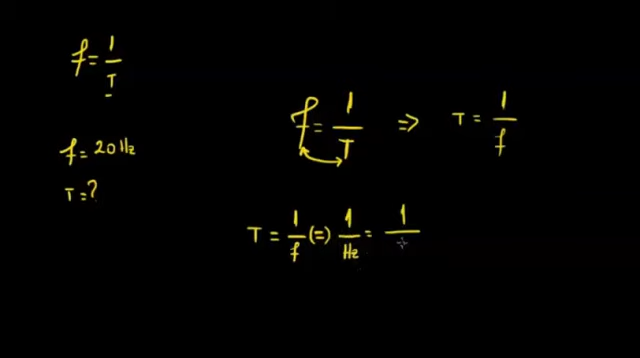 f = 1/T
f = 20 Hz
T = ?
f = 1/T ⇒ T = 1/f
T = 1/f (=) 1/Hz = 1/